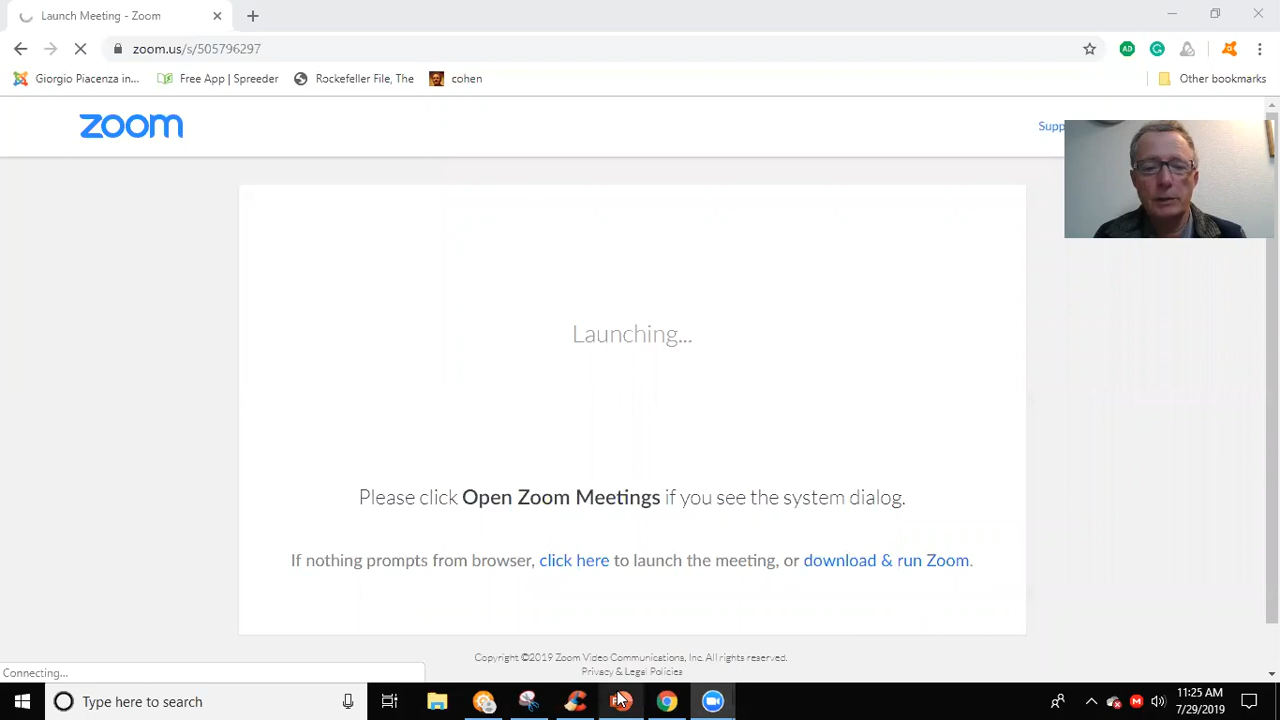 Launch Meeting - Zoom
zoom.us/s/505796297
Giorgio Piacenza in... Free App | Spreeder Rockefeller File, The cohen Other bookmarks
zoom
Supp
Launching...
Please click Open Zoom Meetings if you see the system dialog.
If nothing prompts from browser, click here to launch the meeting, or download & run Zoom.
Copyright ©2019 Zoom Video Communications, Inc. All rights reserved.
Privacy & Legal Policies
Connecting...
Type here to search
11:25 AM
7/29/2019